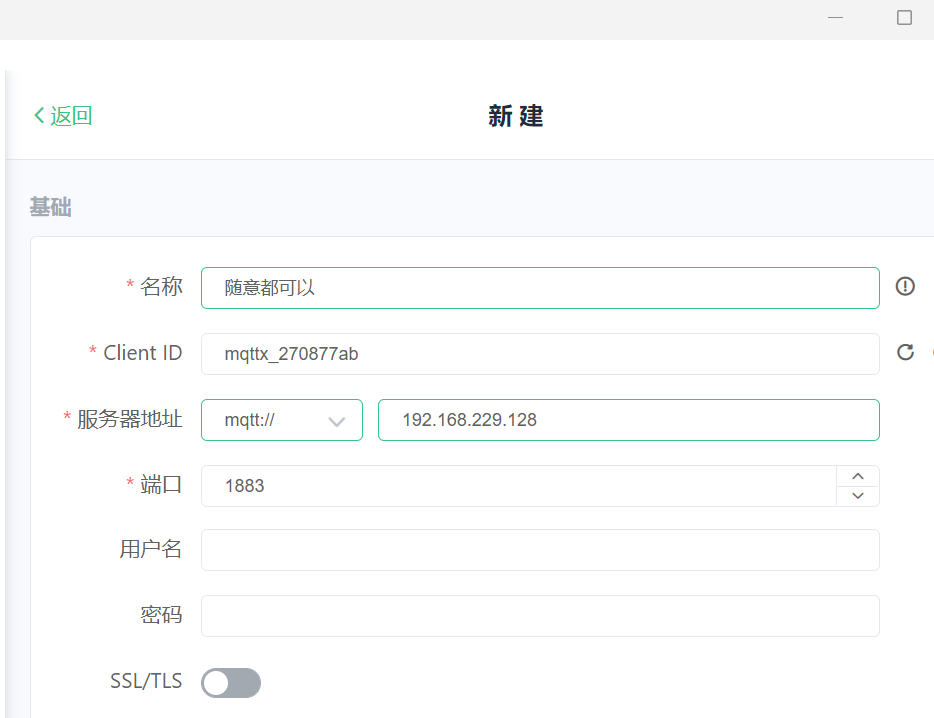 返回
新 建
基础
* 名称 随意都可以
* Client ID mqttx_270877ab
* 服务器地址 mqtt:// 192.168.229.128
* 端口 1883
用户名
密码
SSL/TLS